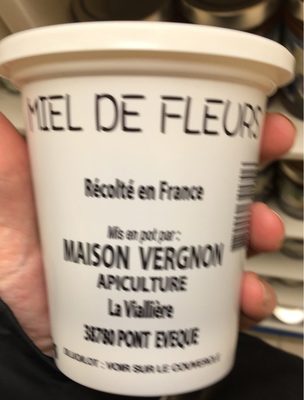 MIEL DE FLEURS
Récolté en France
Mis en pot par :
MAISON VERGNON
APICULTURE
La Viallière
38780 PONT EVEQUE
: VOIR SUR LE COUVERCLE